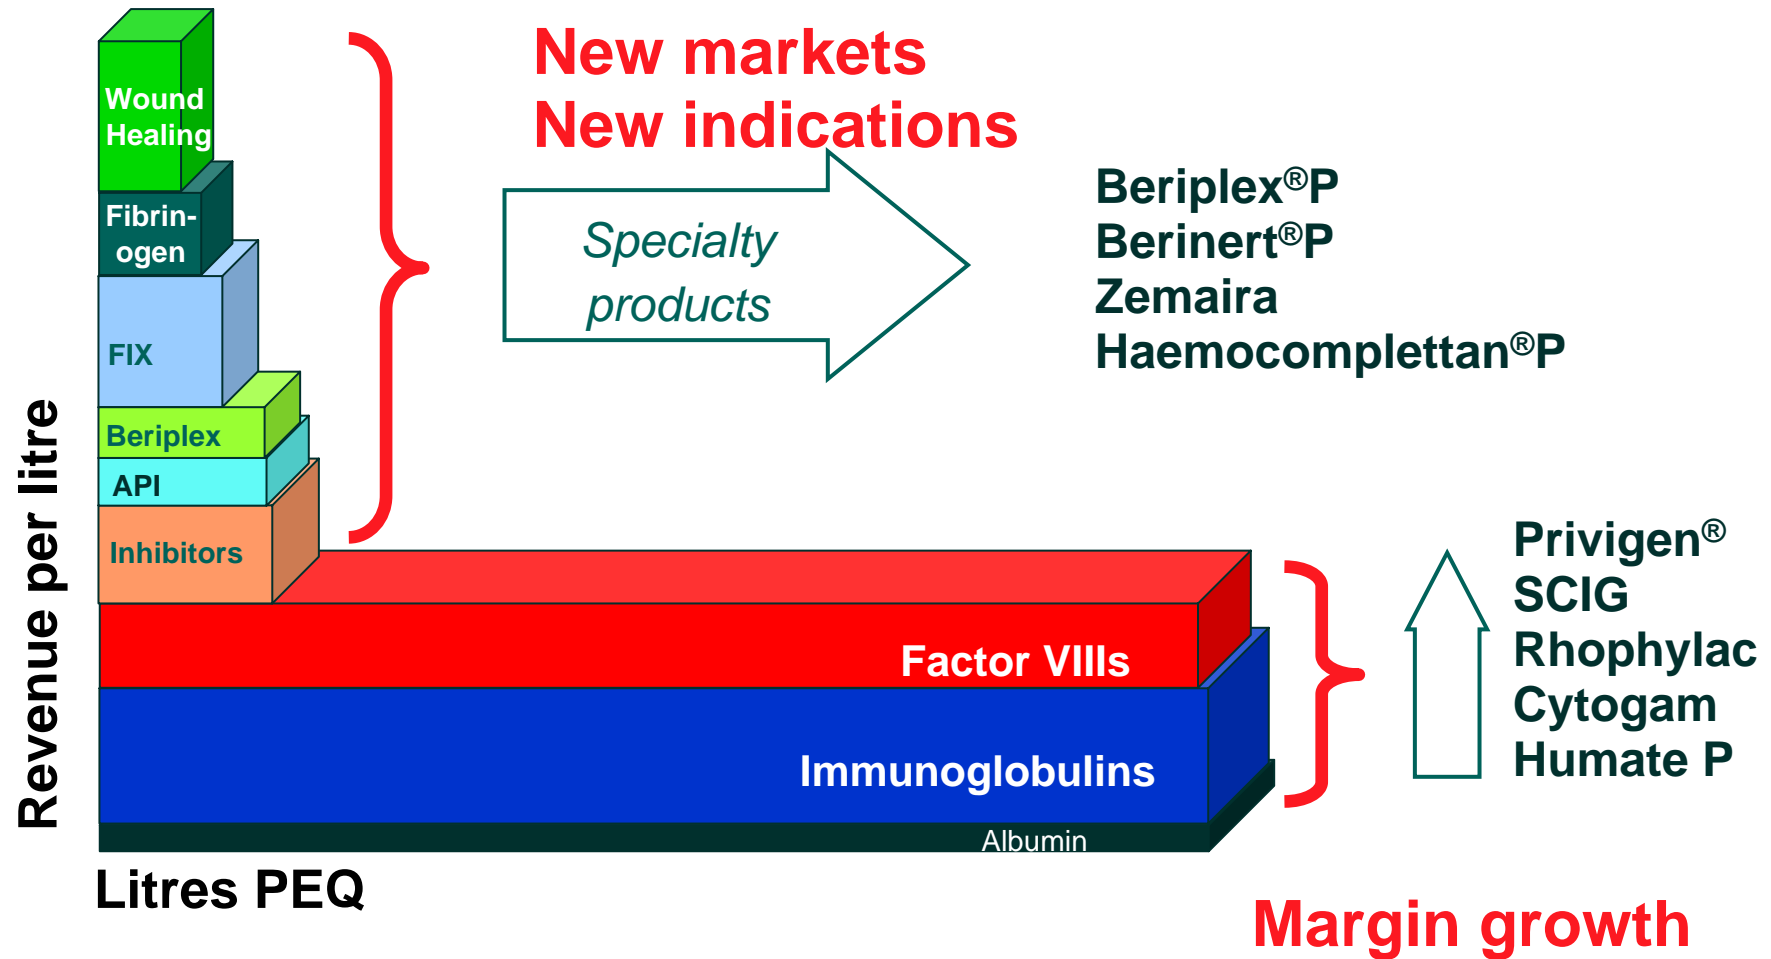 New markets
New indications
Wound
Healing
Fibrin-
ogen
FIX
Beriplex
API
Inhibitors
Specialty
products
Beriplex®P
Berinert®P
Zemaira
Haemocomplettan®P
Revenue per litre
Factor VIIIs
Immunoglobulins
Albumin
Privigen®
SCIG
Rhophylac
Cytogam
Humate P
Litres PEQ
Margin growth